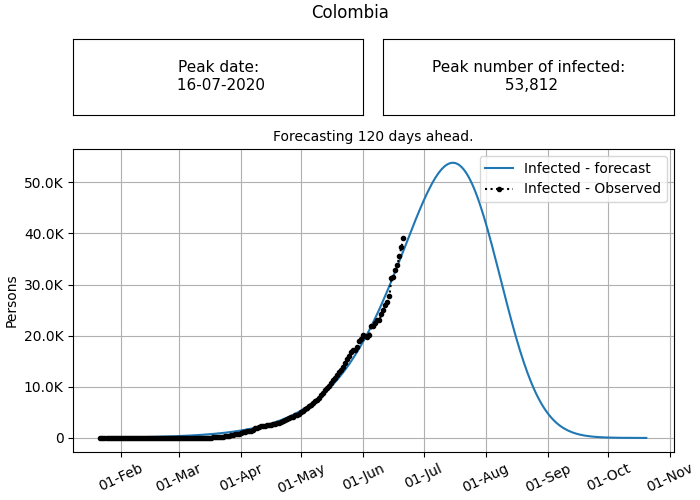 Colombia
Peak date:
16-07-2020
Peak number of infected:
53,812
Forecasting 120 days ahead.
Infected - forecast
Infected - Observed
50.0K
40.0K
30.0K
20.0K
10.0K
0
Persons
01-Feb
01-Mar
01-Apr
01-May
01-Jun
01-Jul
01-Aug
01-Sep
01-Oct
01-Nov